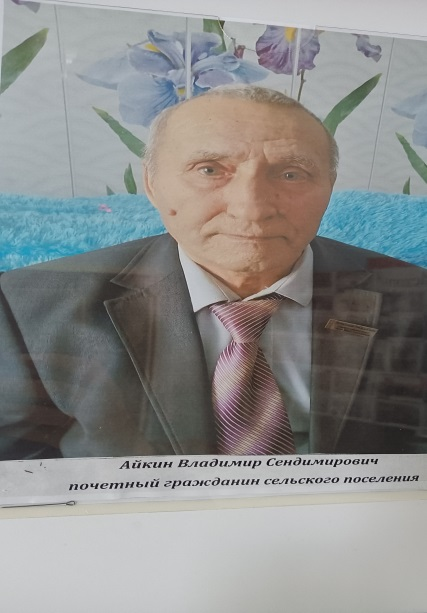 Айкин Владимир Сендимирович
почетный гражданин сельского поселения